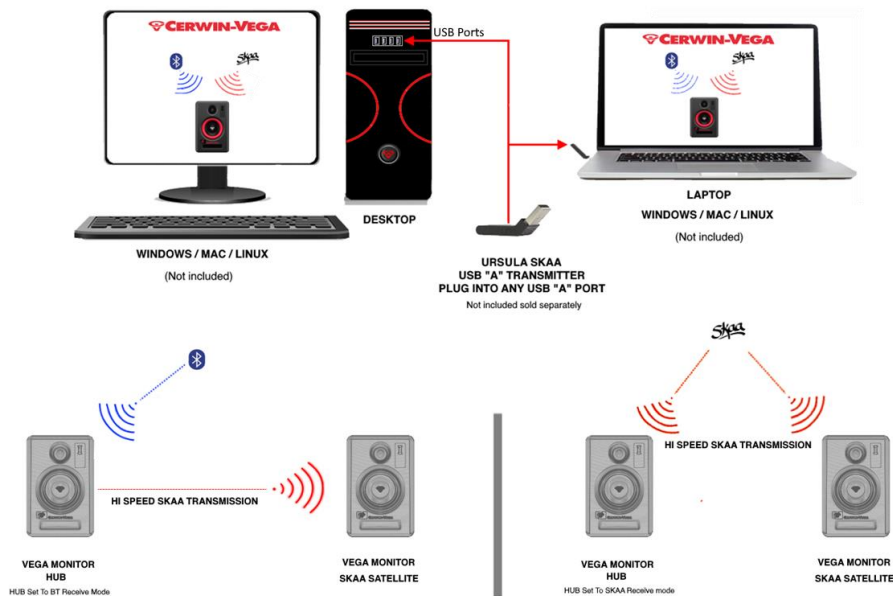 CERWIN-VEGA
Skaa
USB Ports
CERWIN-VEGA
Skaa
DESKTOP
WINDOWS / MAC / LINUX
(Not included)
URSULA SKAA
USB "A" TRANSMITTER
PLUG INTO ANY USB "A" PORT
Not included sold separately
LAPTOP
WINDOWS / MAC / LINUX
(Not included)
HI SPEED SKAA TRANSMISSION
VEGA MONITOR
HUB
HUB Set To BT Receive Mode
VEGA MONITOR
SKAA SATELLITE
Skaa
HI SPEED SKAA TRANSMISSION
VEGA MONITOR
HUB
HUB Set To SKAA Receive mode
VEGA MONITOR
SKAA SATELLITE